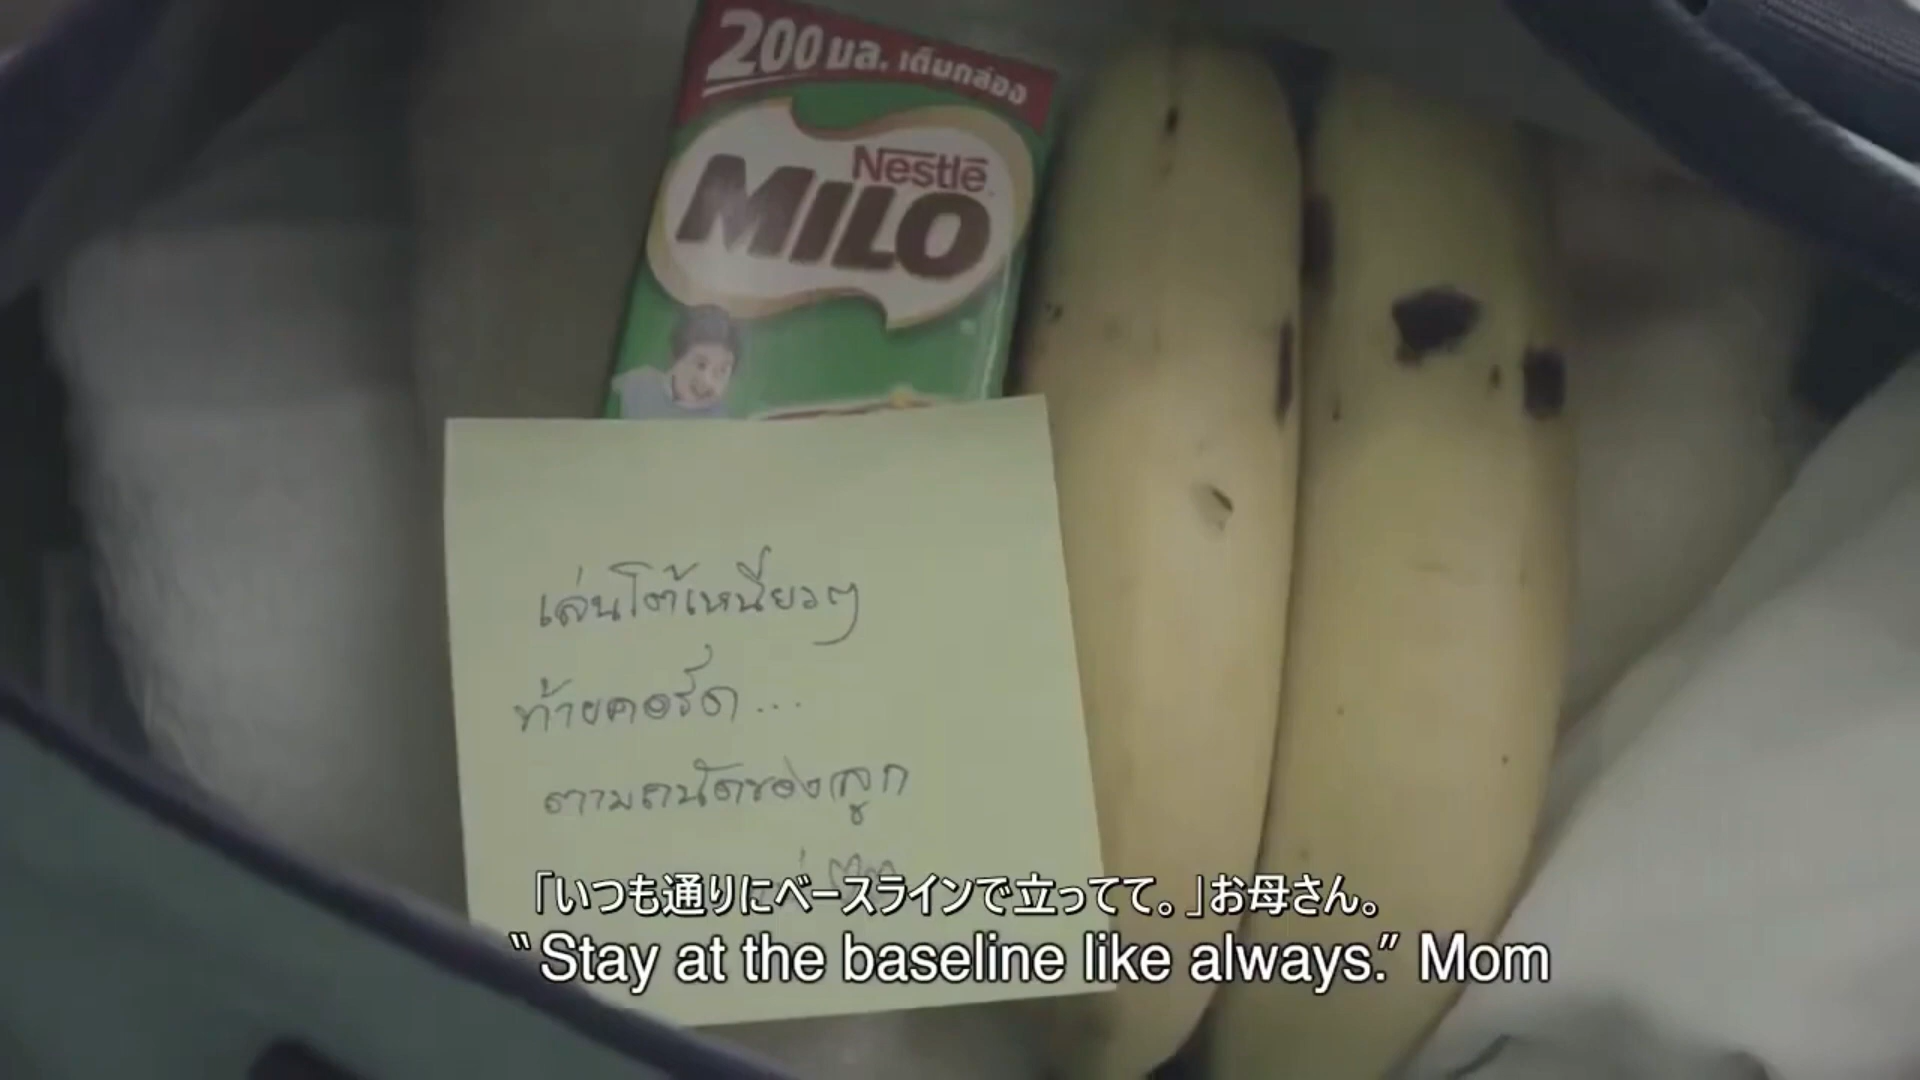 200 มล. เต็มกล่อง
Nestlē
MILO
เล่นโต้เหนียวๆ
ท้ายคอร์ด...
ตามถนัดของลูก
「いつも通りにベースラインで立ってて。」お母さん。
“Stay at the baseline like always.” Mom